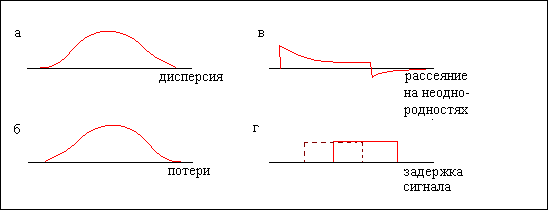 а
дисперсия
б
потери
в
рассеяние
на неодно-
родностях
г
задержка
сигнала